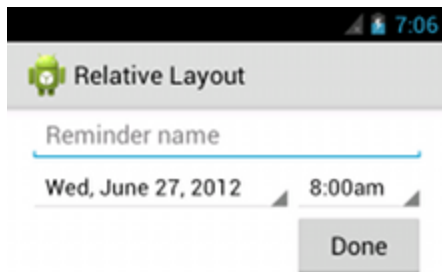 7:06
Relative Layout
Reminder name
Wed, June 27, 2012 8:00am
Done